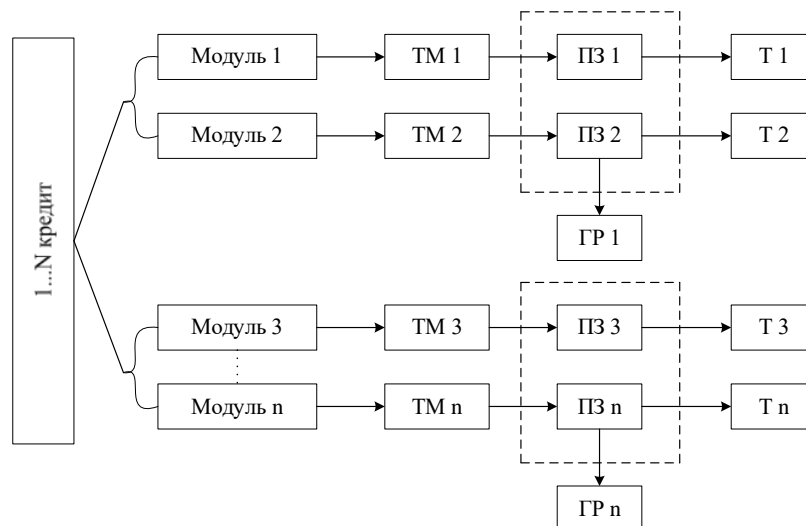 1...N кредит
Модуль 1
ТМ 1
ПЗ 1
Т 1
Модуль 2
ТМ 2
ПЗ 2
Т 2
ГР 1
Модуль 3
ТМ 3
ПЗ 3
Т 3
Модуль n
ТМ n
ПЗ n
Т n
ГР n